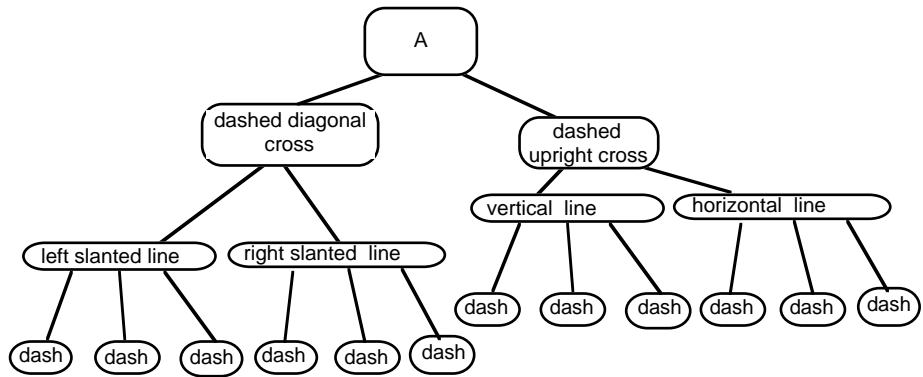 A
dashed diagonal
cross
dashed
upright cross
vertical line
horizontal line
left slanted line
right slanted line
dash
dash
dash
dash
dash
dash
dash
dash
dash
dash
dash
dash